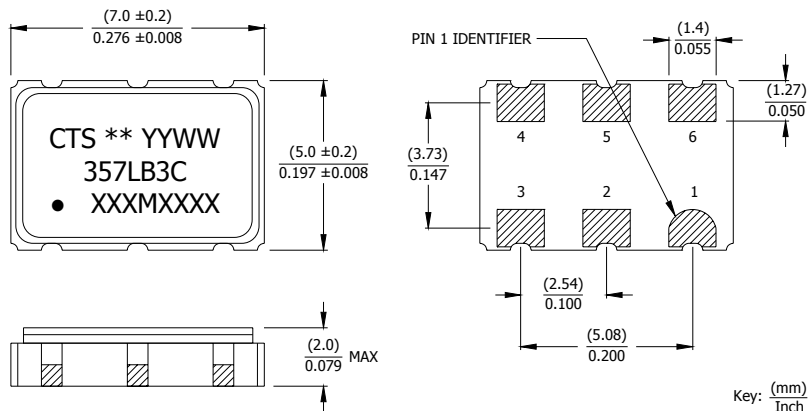 (7.0 ±0.2)
0.276 ±0.008
CTS ** YYWW
357LB3C
• XXXMXXXX
(5.0 ±0.2)
0.197 ±0.008
(2.0)
0.079 MAX
PIN 1 IDENTIFIER
(1.4)
0.055
(1.27)
0.050
4 5 6
(3.73)
0.147
3 2 1
(2.54)
0.100
(5.08)
0.200
Key: (mm)
Inch